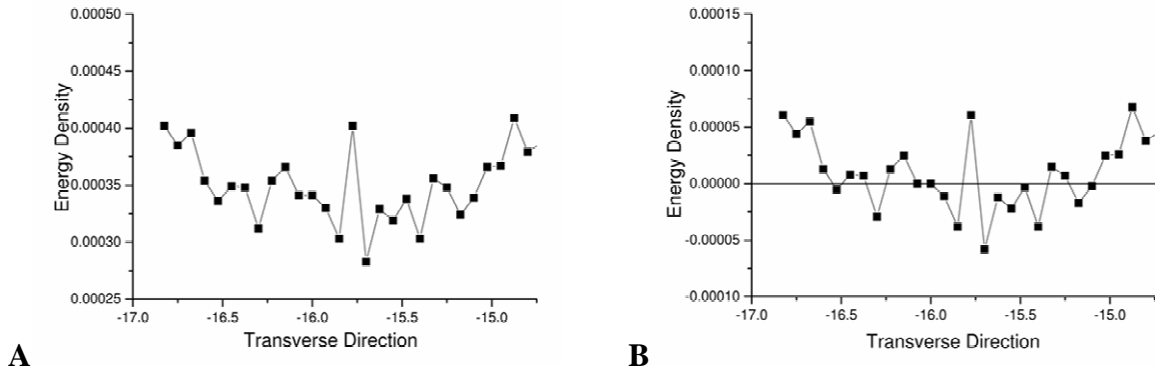 0.00050
0.00045
0.00040
0.00035
0.00030
0.00025
Energy Density
-17.0 -16.5 -16.0 -15.5 -15.0
Transverse Direction
A
0.00015
0.00010
0.00005
0.00000
-0.00005
-0.00010
Energy Density
-17.0 -16.5 -16.0 -15.5 -15.0
Transverse Direction
B